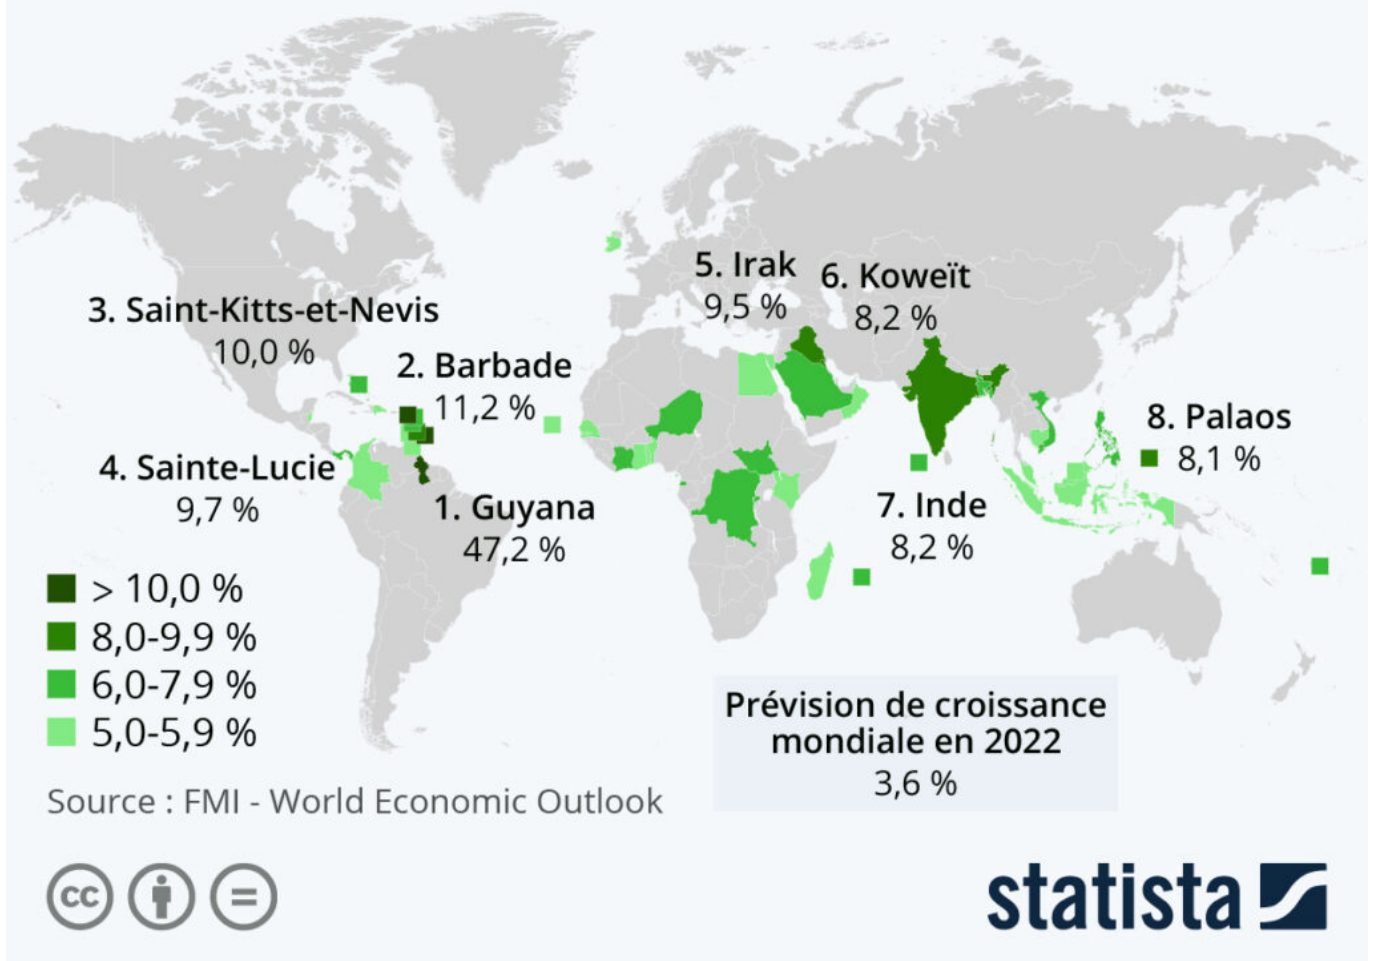 5. Irak
9,5 %
6. Koweït
8,2 %
3. Saint-Kitts-et-Nevis
10,0 %
2. Barbade
11,2 %
8. Palaos
8,1 %
4. Sainte-Lucie
9,7 %
1. Guyana
47,2 %
7. Inde
8,2 %
> 10,0 %
8,0-9,9 %
6,0-7,9 %
5,0-5,9 %
Prévision de croissance
mondiale en 2022
3,6 %
Source : FMI - World Economic Outlook
cc
=
statista